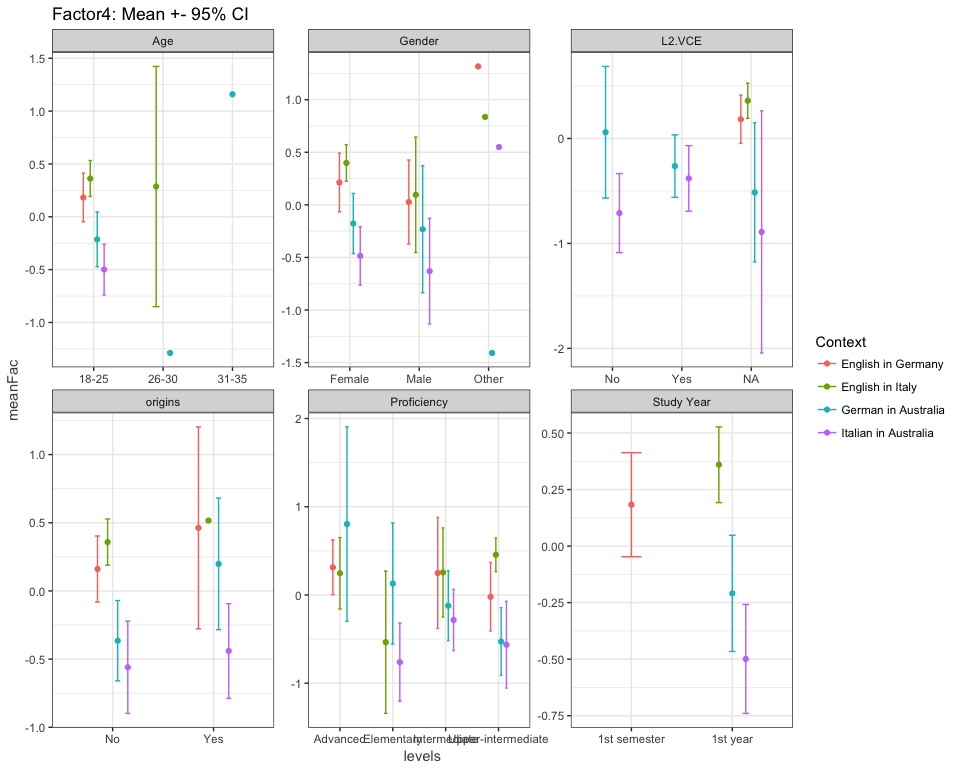 Factor4: Mean +- 95% CI
Age
Gender
L2.VCE
1.5
1.0
0.5
0.0
-0.5
-1.0
18-25
26-30
31-35
1.0
0.5
0.0
-0.5
-1.0
-1.5
Female
Male
Other
0
-1
-2
No
Yes
NA
meanFac
origins
Proficiency
Study Year
1.0
0.5
0.0
-0.5
-1.0
No
Yes
2
1
0
-1
Advanced
Elementary
Intermediate
Upper-intermediate
0.50
0.25
0.00
-0.25
-0.50
-0.75
1st semester
1st year
levels
Context
English in Germany
English in Italy
German in Australia
Italian in Australia